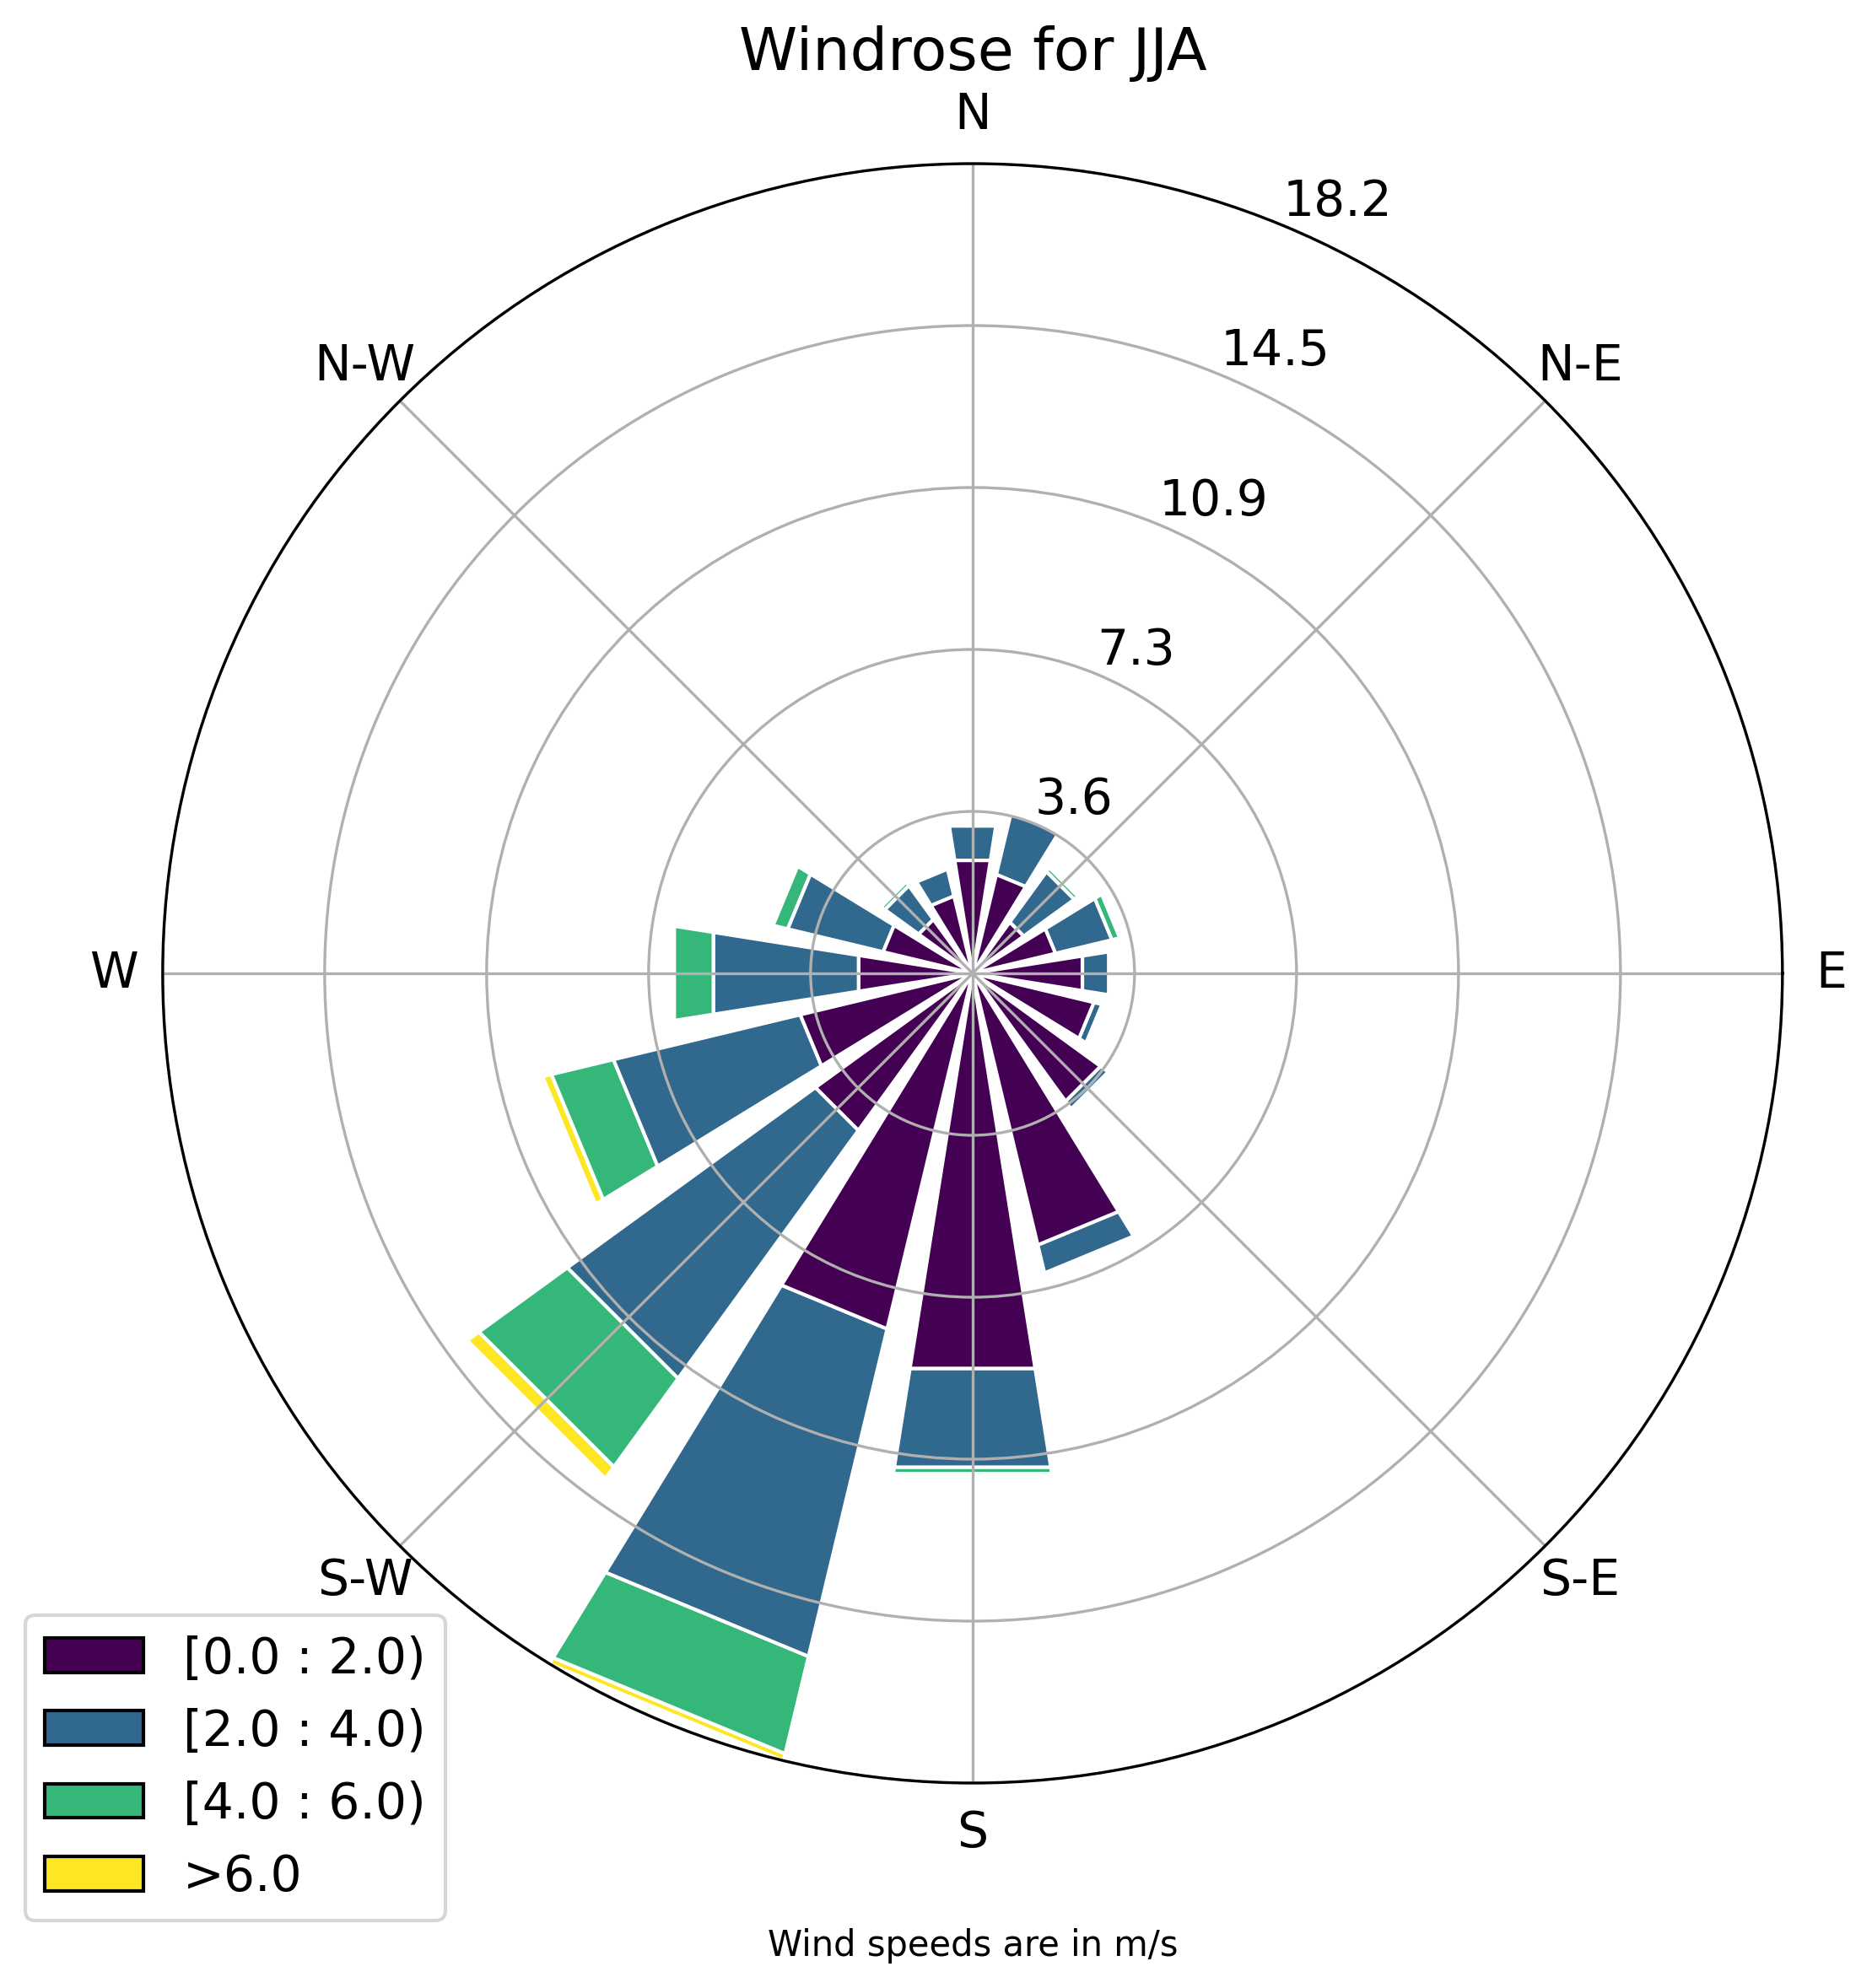 Windrose for JJA
N
18.2
N-W
14.5
N-E
10.9
7.3
3.6
W
E
S-W
S-E
[0.0 : 2.0)
[2.0 : 4.0)
[4.0 : 6.0)
>6.0
S
Wind speeds are in m/s